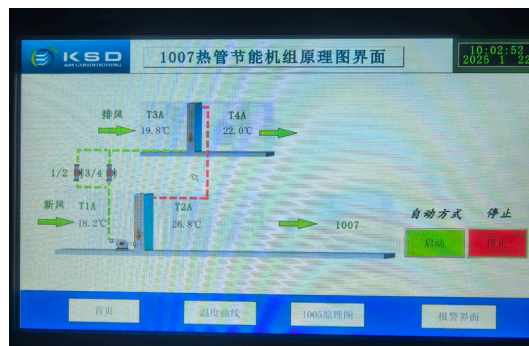 KSD
AIR CONDITIONING
1007热管节能机组原理图界面
10:02:52
2025 1 22
排风
T3A
T4A
19.8℃
22.0℃
1/2
3/4
新风
T1A
T2A
18.2℃
26.8℃
1007
自动方式
停止
启动
停止
首页
温度曲线
1005原理图
报警界面